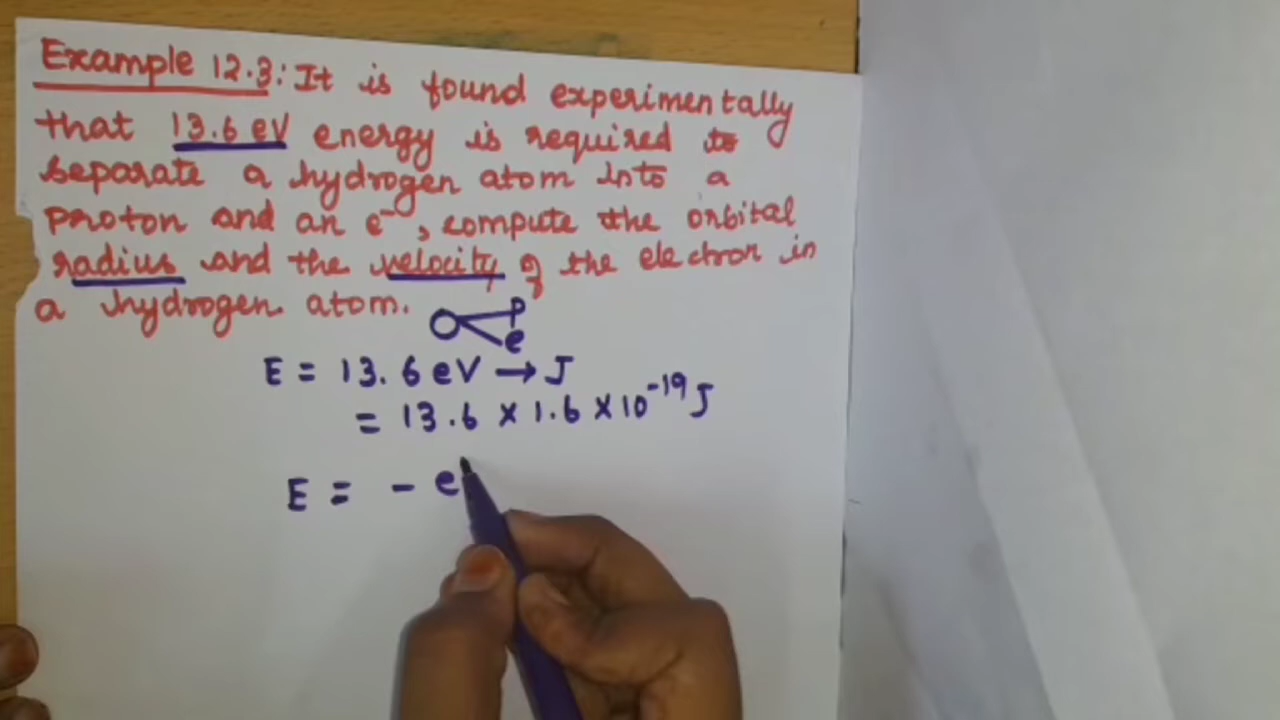 Example 12.3: It is found experimentally
that 13.6 eV energy is required to
separate a hydrogen atom into a
proton and an e⁻, compute the orbital
radius and the velocity of the electron in
a hydrogen atom.
P
e
E = 13.6 eV → J
= 13.6 × 1.6 × 10⁻¹⁹ J
E = - e